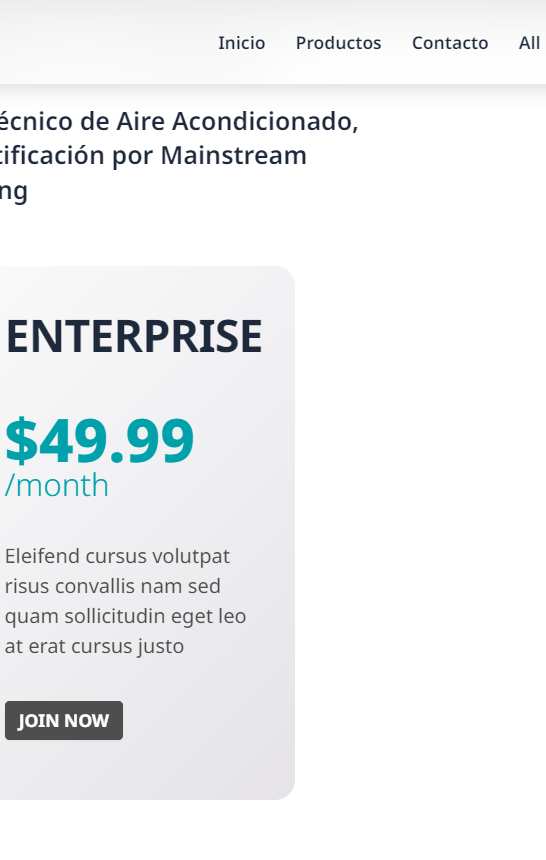 Inicio Productos Contacto All
écnico de Aire Acondicionado,
tificación por Mainstream
ng
ENTERPRISE
$49.99
/month
Eleifend cursus volutpat
risus convallis nam sed
quam sollicitudin eget leo
at erat cursus justo
JOIN NOW